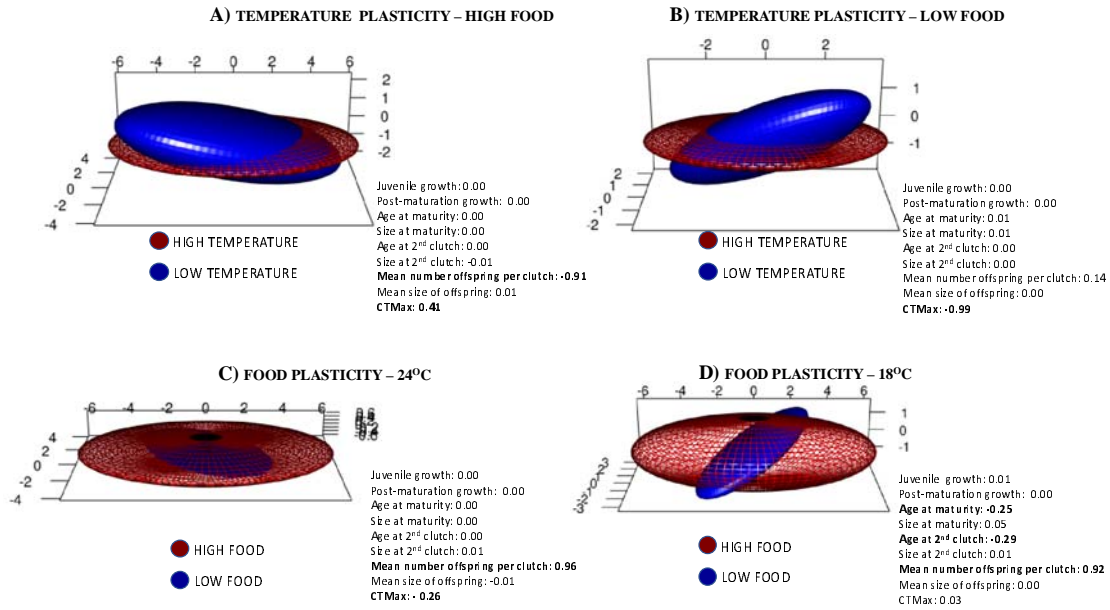 A) TEMPERATURE PLASTICITY – HIGH FOOD
-6 -4 -2 0 2 4 6
2
1
0
-1
-2
4
2
0
-2
-4
Juvenile growth: 0.00
Post-maturation growth: 0.00
Age at maturity: 0.00
Size at maturity: 0.00
Age at 2nd clutch: 0.00
Size at 2nd clutch: -0.01
Mean number offspring per clutch: -0.91
Mean size of offspring: 0.01
CTMax: 0.41
HIGH TEMPERATURE
LOW TEMPERATURE
B) TEMPERATURE PLASTICITY – LOW FOOD
-2 0 2
1
0
-1
2
1
0
-1
-2
Juvenile growth: 0.00
Post-maturation growth: 0.00
Age at maturity: 0.01
Size at maturity: 0.01
Age at 2nd clutch: 0.00
Size at 2nd clutch: 0.00
Mean number offspring per clutch: 0.14
Mean size of offspring: 0.00
CTMax: -0.99
HIGH TEMPERATURE
LOW TEMPERATURE
C) FOOD PLASTICITY – 24OC
-6 -4 -2 0 2 4 6
4
2
0
-2
-4
Juvenile growth: 0.00
Post-maturation growth: 0.00
Age at maturity: 0.00
Size at maturity: 0.00
Age at 2nd clutch: 0.00
Size at 2nd clutch: 0.01
Mean number offspring per clutch: 0.96
Mean size of offspring: -0.01
CTMax: - 0.26
HIGH FOOD
LOW FOOD
D) FOOD PLASTICITY – 18OC
-6 -4 -2 0 2 4 6
1
0
-1
Juvenile growth: 0.01
Post-maturation growth: 0.00
Age at maturity: -0.25
Size at maturity: 0.05
Age at 2nd clutch: -0.29
Size at 2nd clutch: 0.01
Mean number offspring per clutch: 0.92
Mean size of offspring: 0.00
CTMax: 0.03
HIGH FOOD
LOW FOOD